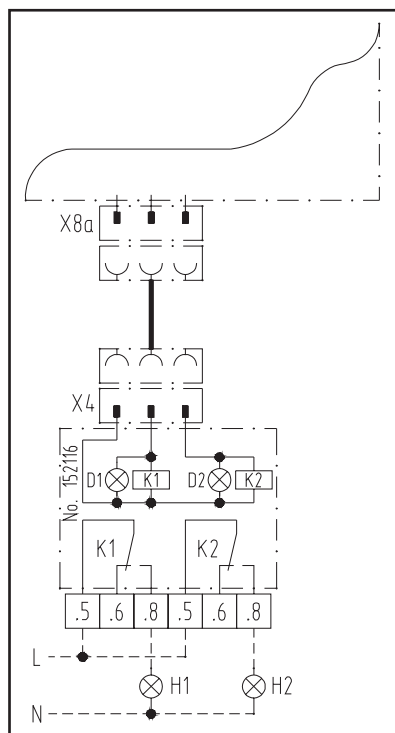 X8a
X4
No. 152116
D1 K1 D2 K2
K1 K2
.5 .6 .8 .5 .6 .8
L
H1 H2
N